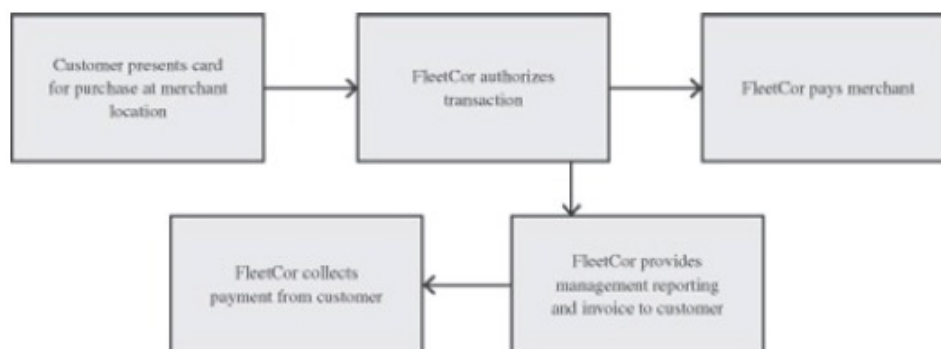 Customer presents card
for purchase at merchant
location
FleetCor authorizes
transaction
FleetCor pays merchant
FleetCor collects
payment from customer
FleetCor provides
management reporting
and invoice to customer